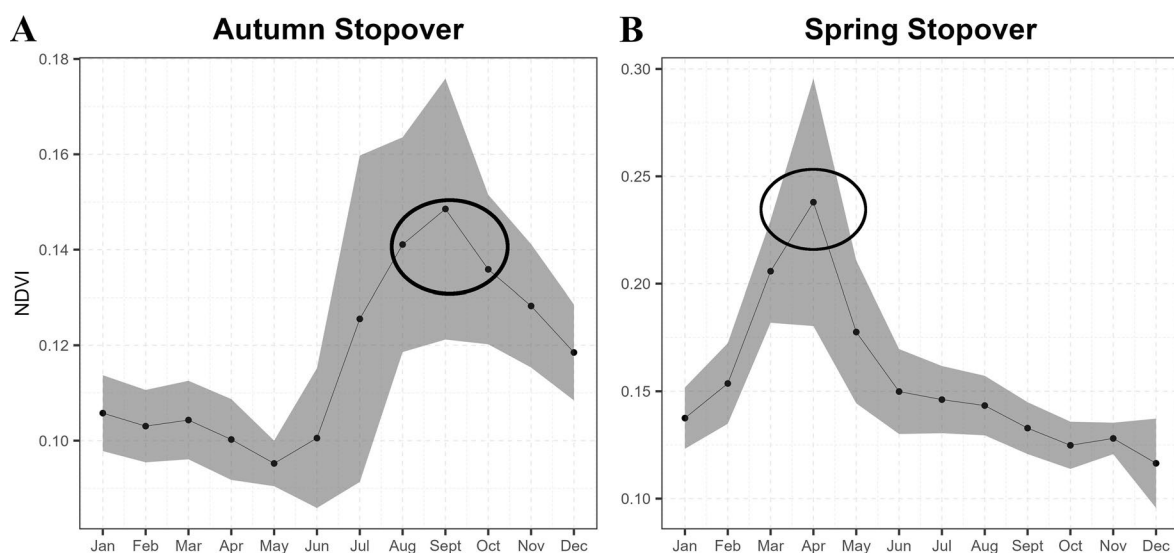 A Autumn Stopover
NDVI
0.18
0.16
0.14
0.12
0.10
Jan Feb Mar Apr May Jun Jul Aug Sept Oct Nov Dec
B Spring Stopover
0.30
0.25
0.20
0.15
0.10
Jan Feb Mar Apr May Jun Jul Aug Sept Oct Nov Dec